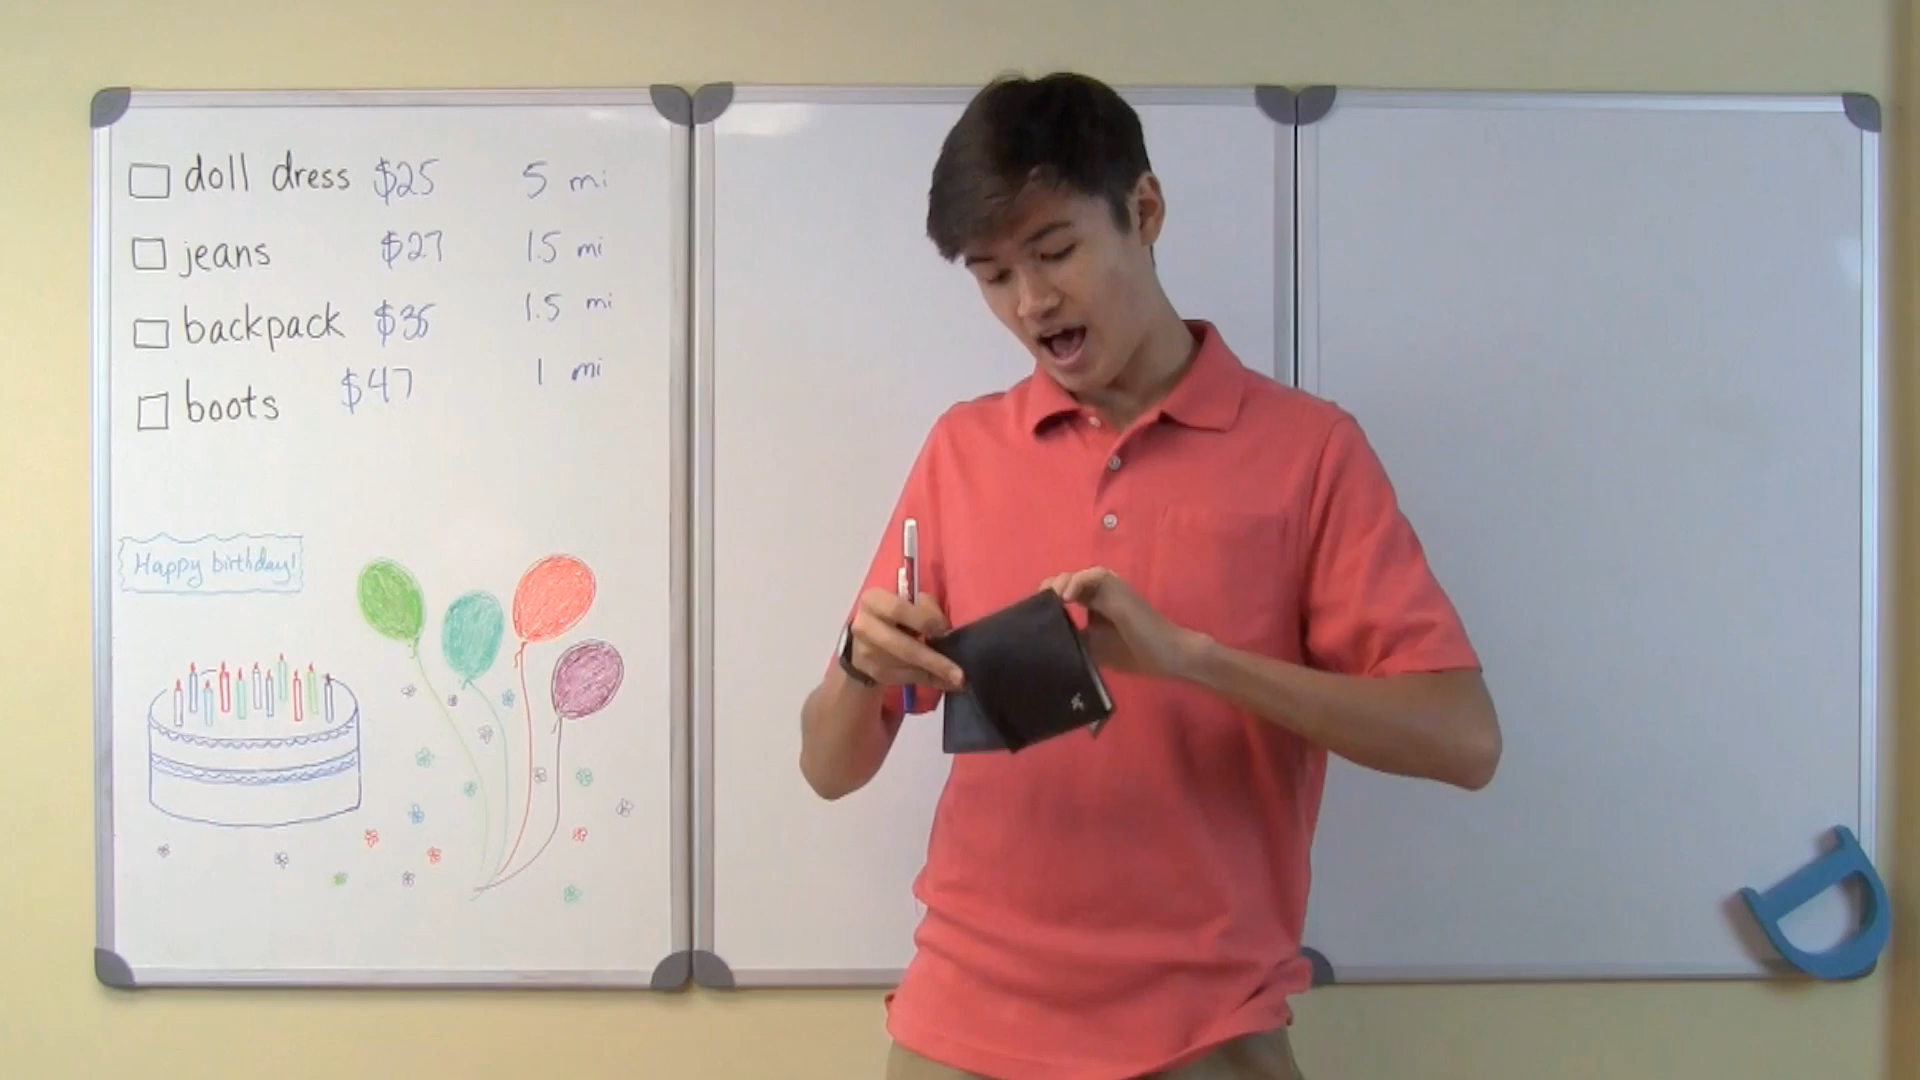 doll dress $25 5 mi
jeans $27 1.5 mi
backpack $35 1.5 mi
boots $47 1 mi
Happy birthday!
D